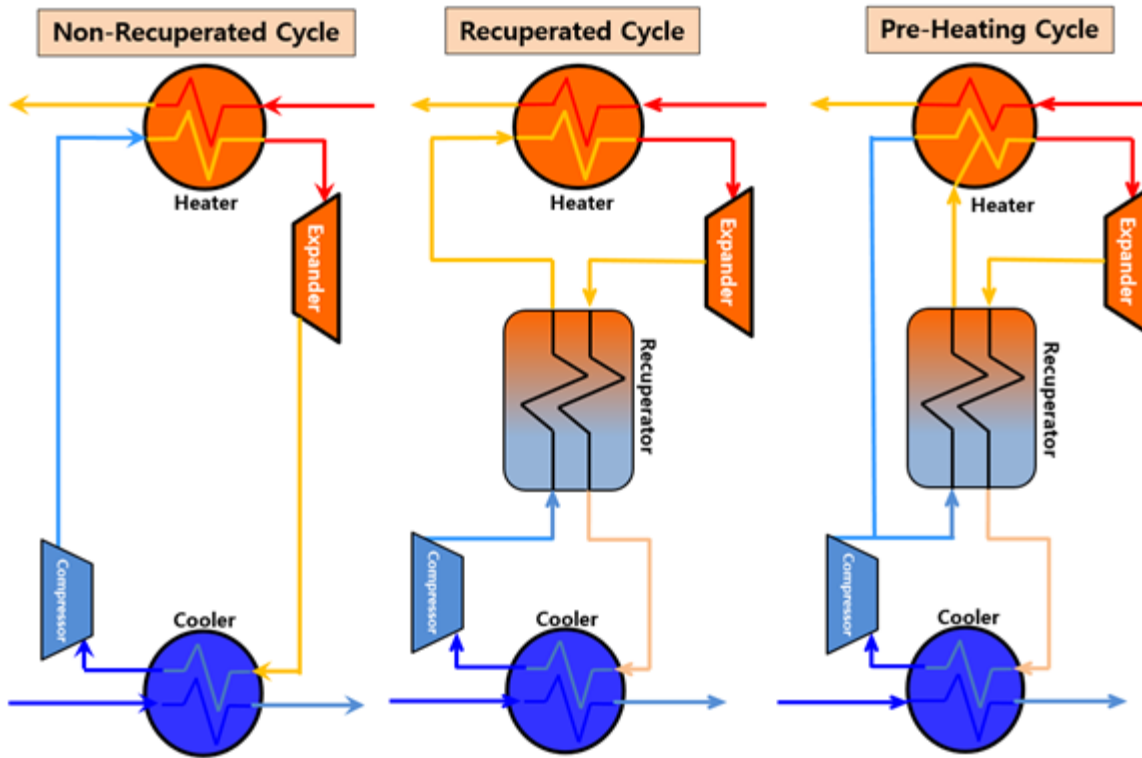 Non-Recuperated Cycle
Recuperated Cycle
Pre-Heating Cycle
Heater
Heater
Heater
Expander
Expander
Expander
Recuperator
Recuperator
Compressor
Compressor
Compressor
Cooler
Cooler
Cooler